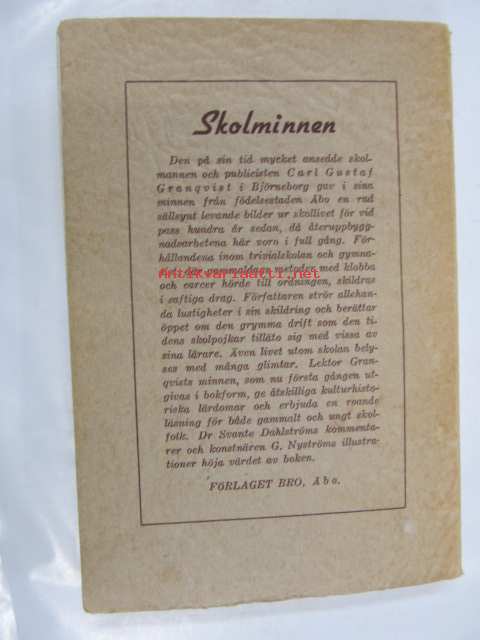 Skolminnen
Den på sin tid mycket ansedde skol-
mannen och publicisten Carl Gustaf
Granqvist i Björneborg gav i sina
minnen från födelsestaden Åbo en rad
sällsynt levande bilder ur skollivet för vid
pass hundra år sedan, då återuppbygg-
nadsarbetena här voro i full gång. För-
hållandena inom trivialskolan och gymna-
gammaldags metoder med klabba
antikvariaatti.net
och carcer hörde till ordningen, skildras
i saftiga drag. Författaren strör allehan-
da lustigheter i sin skildring och berättar
öppet om den grymma drift som den ti-
dens skolpojkar tilläto sig med vissa av
sina lärare. Även livet utom skolan bely-
ses med många glimtar. Lektor Gran-
qvists minnen, som nu första gången ut-
givas i bokform, ge åtskilliga kulturhisto-
riska lärdomar och erbjuda en roande
läsning för både gammalt och ungt skol-
folk. Dr Svante Dahlströms kommenta-
rer och konstnären G. Nyströms illustra-
tioner höja värdet av boken.
FÖRLAGET BRO, Åbo.